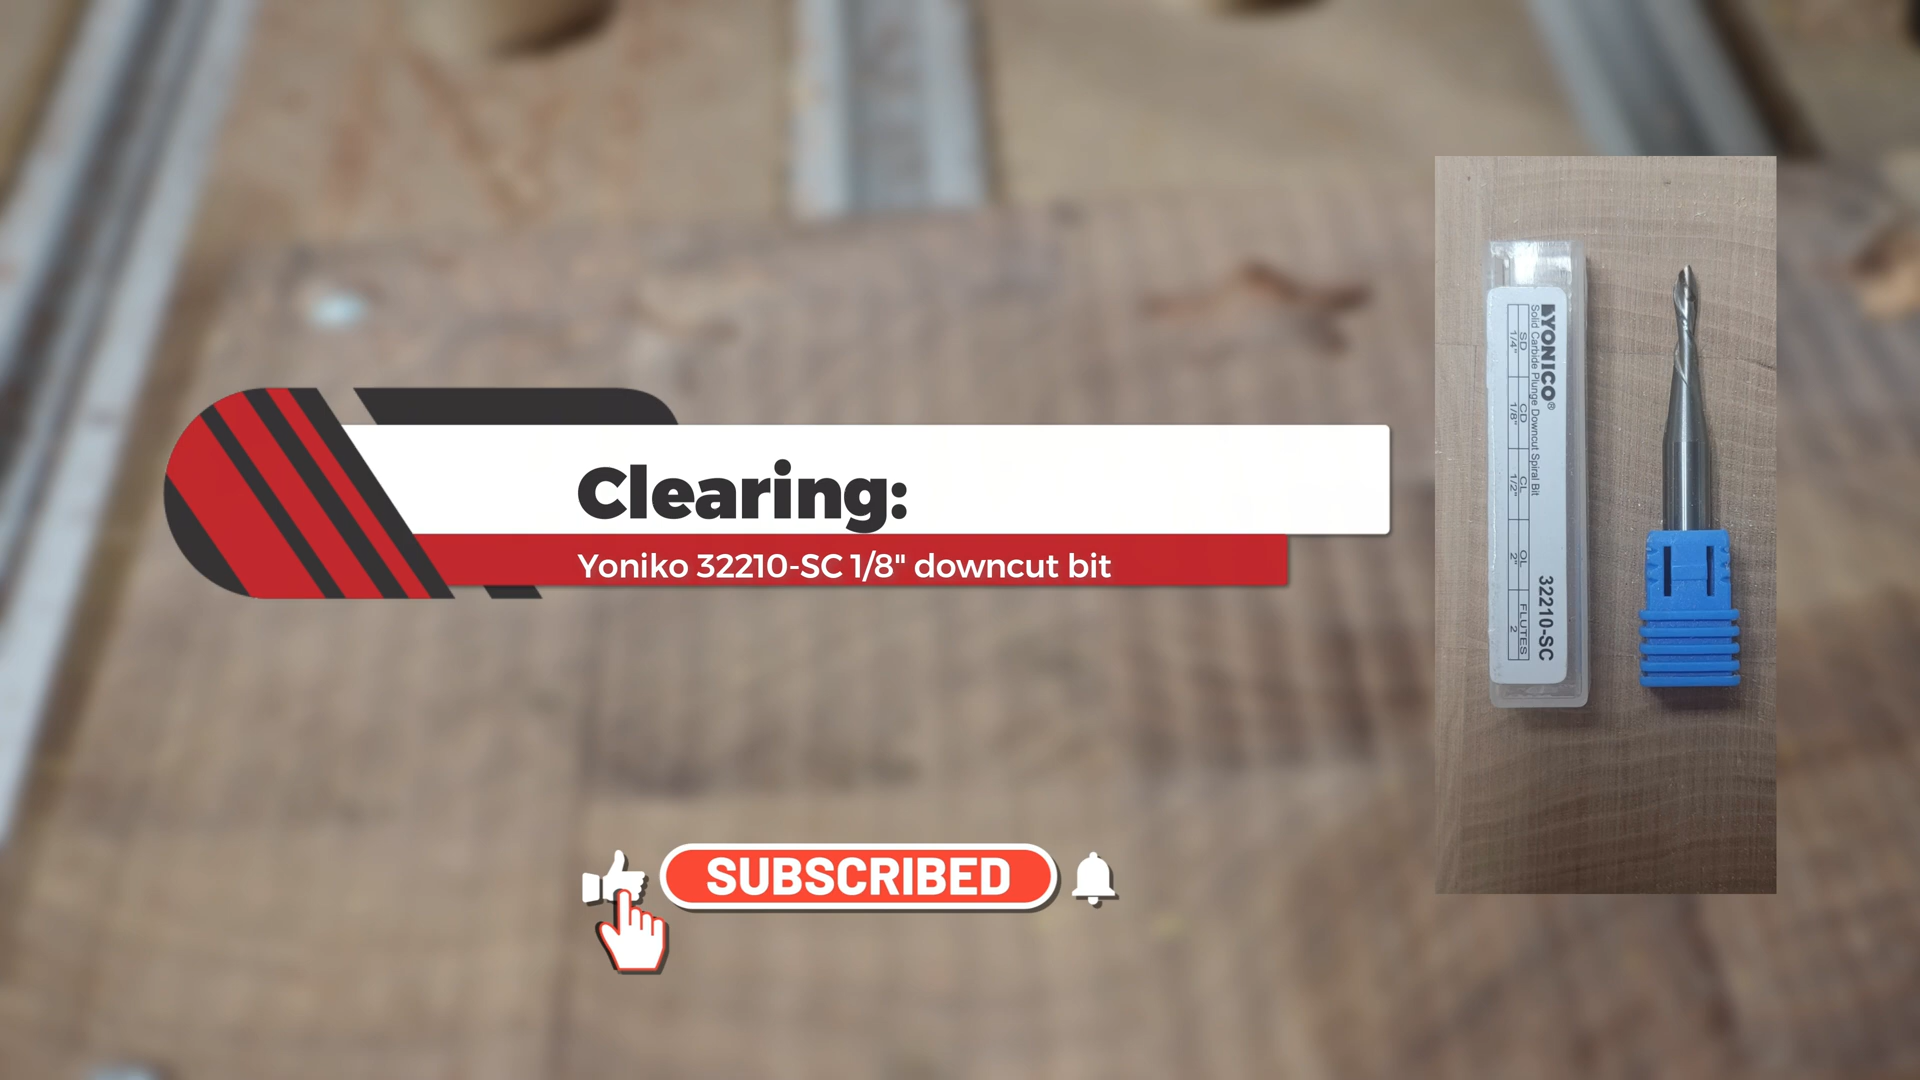 Clearing:
Yoniko 32210-SC 1/8" downcut bit
SUBSCRIBED
YONICO®
32210-SC
Solid Carbide Plunge Downcut Spiral Bit
SD CD CL OL FLUTES
1/4" 1/8" 1/2" 2" 2